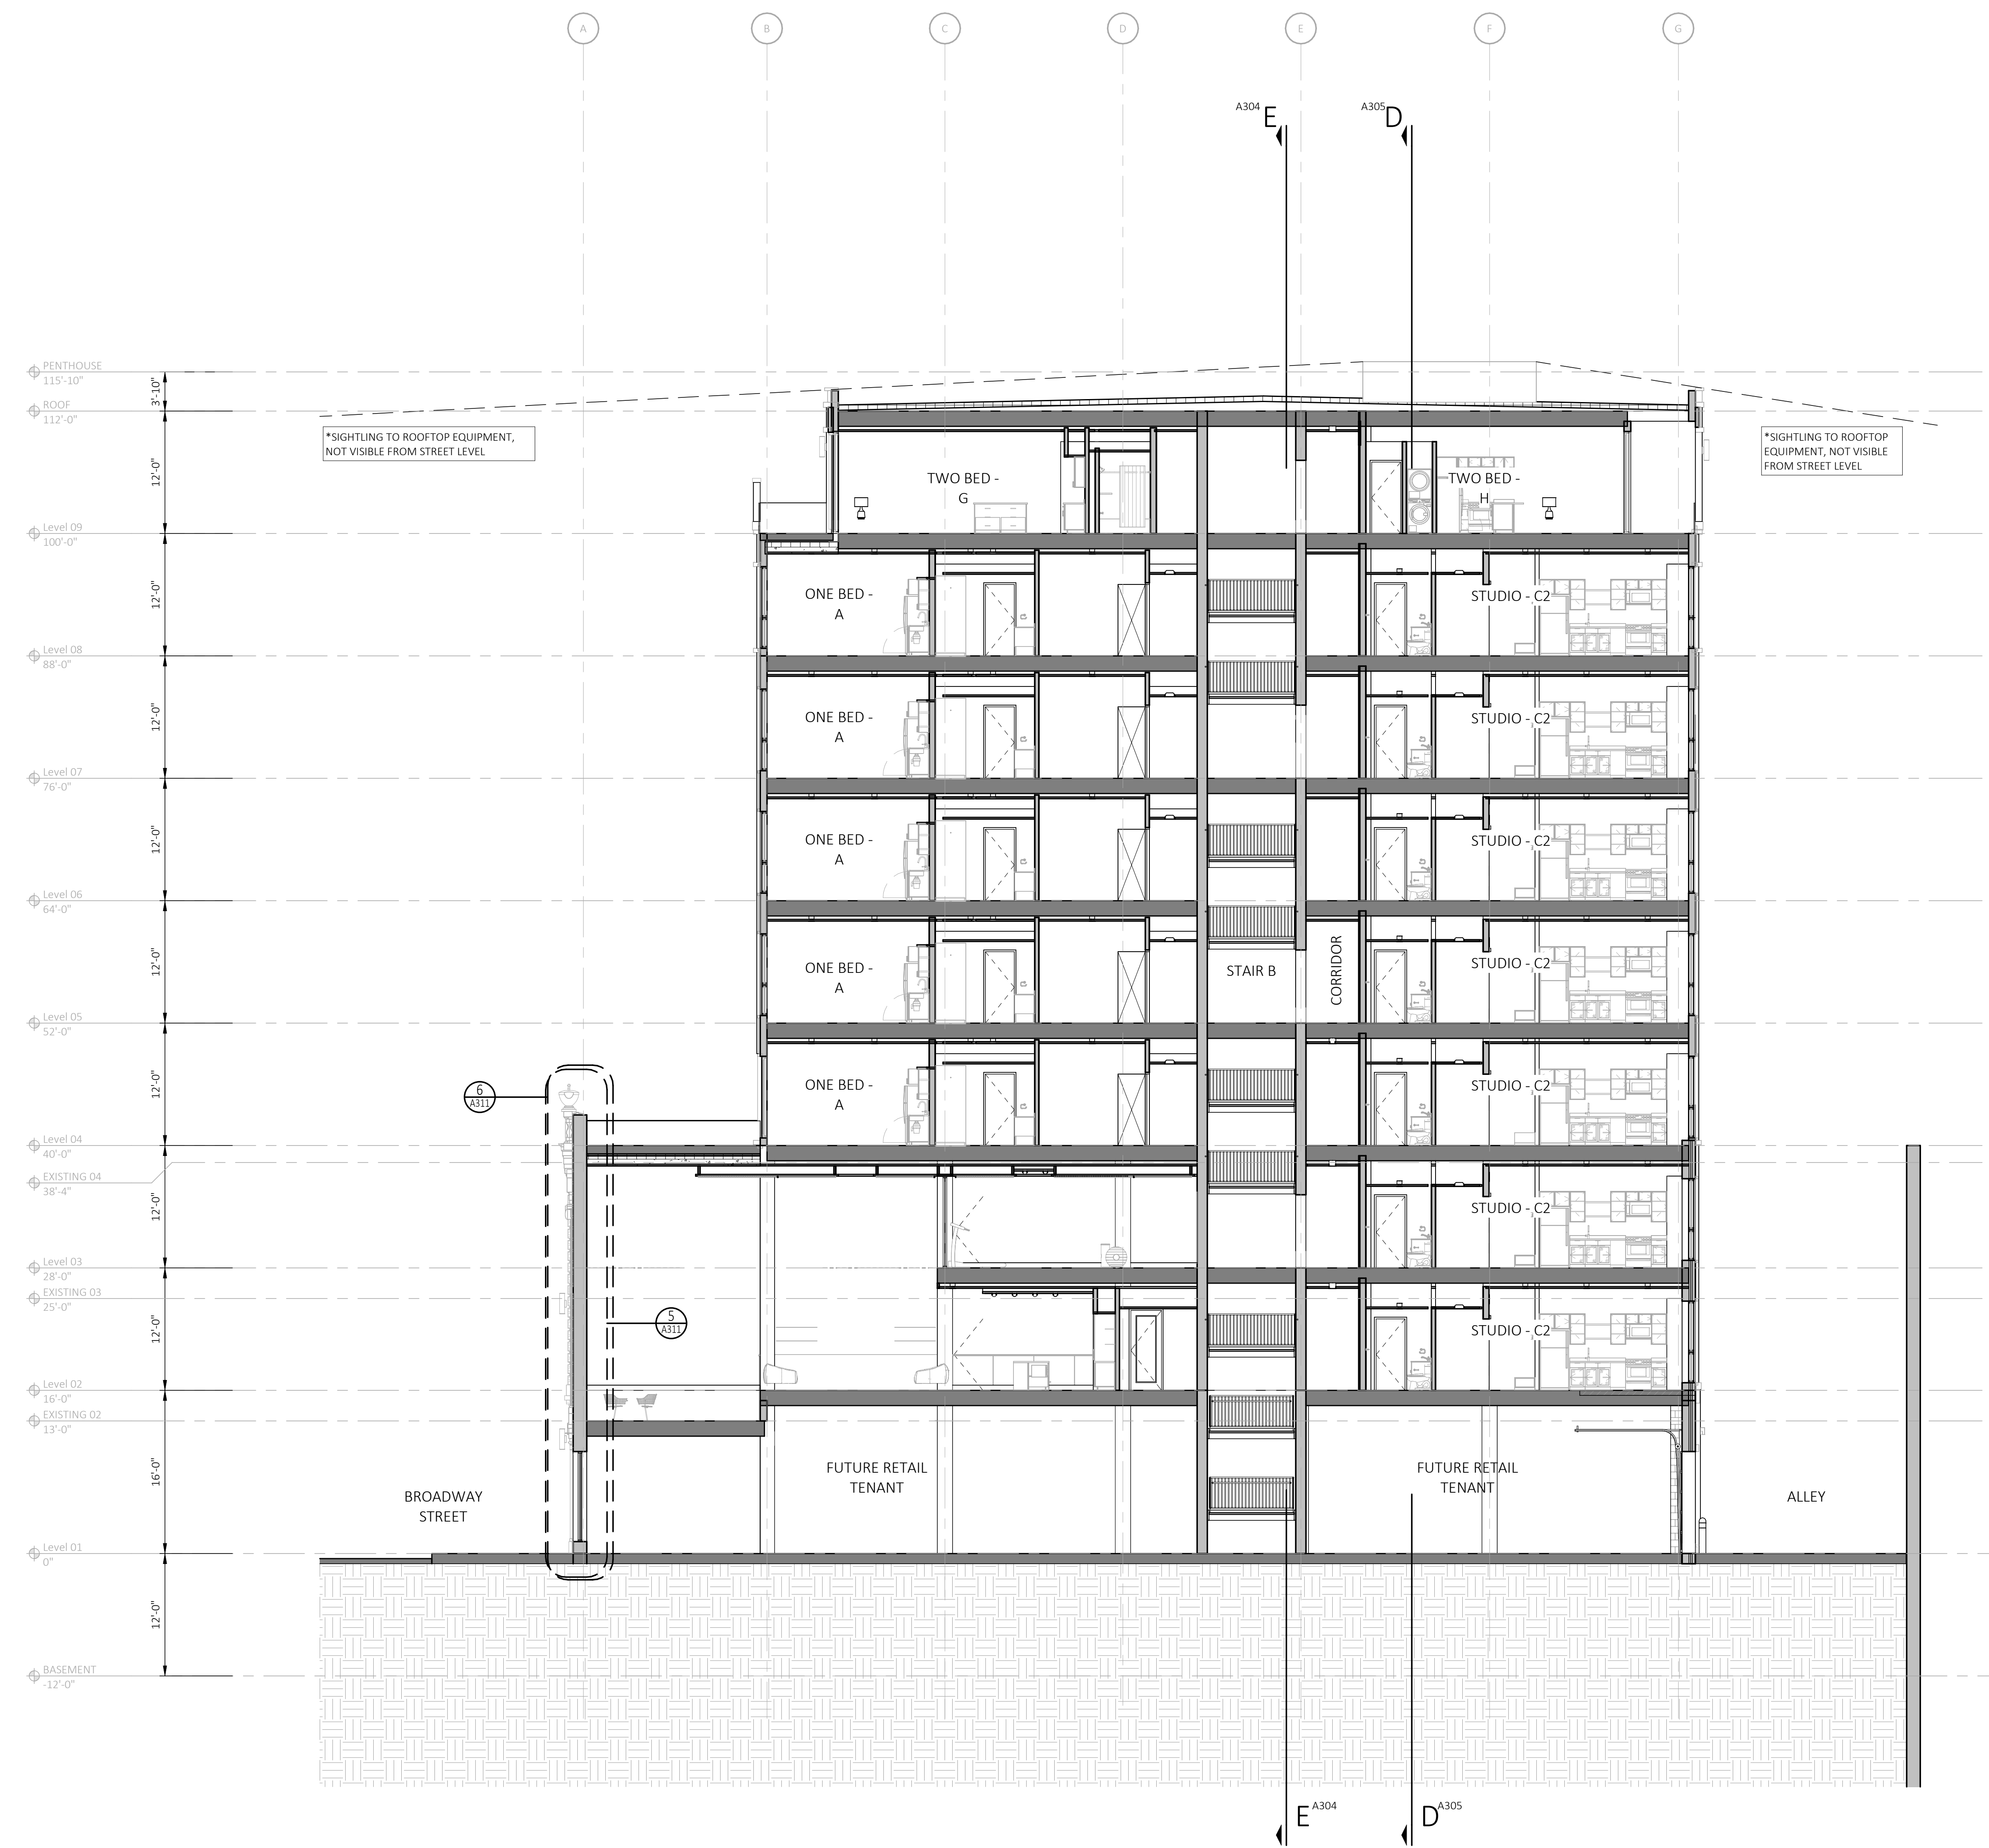 A
B
C
D
E
F
G
A304
E
A305
D
PENTHOUSE
115'-10"
3'-10"
ROOF
112'-0"
*SIGHTLING TO ROOFTOP EQUIPMENT,
NOT VISIBLE FROM STREET LEVEL
*SIGHTLING TO ROOFTOP
EQUIPMENT, NOT VISIBLE
FROM STREET LEVEL
12'-0"
TWO BED -
G
TWO BED -
H
Level 09
100'-0"
12'-0"
ONE BED -
A
STUDIO - C2
Level 08
88'-0"
12'-0"
ONE BED -
A
STUDIO - C2
Level 07
76'-0"
12'-0"
ONE BED -
A
STUDIO - C2
Level 06
64'-0"
12'-0"
ONE BED -
A
STAIR B
CORRIDOR
STUDIO - C2
Level 05
52'-0"
12'-0"
ONE BED -
A
STUDIO - C2
6
A311
Level 04
40'-0"
EXISTING 04
38'-4"
12'-0"
STUDIO - C2
Level 03
28'-0"
EXISTING 03
25'-0"
12'-0"
5
A311
STUDIO - C2
Level 02
16'-0"
EXISTING 02
13'-0"
16'-0"
BROADWAY
STREET
FUTURE RETAIL
TENANT
FUTURE RETAIL
TENANT
ALLEY
Level 01
0"
12'-0"
BASEMENT
-12'-0"
E
A304
D
A305